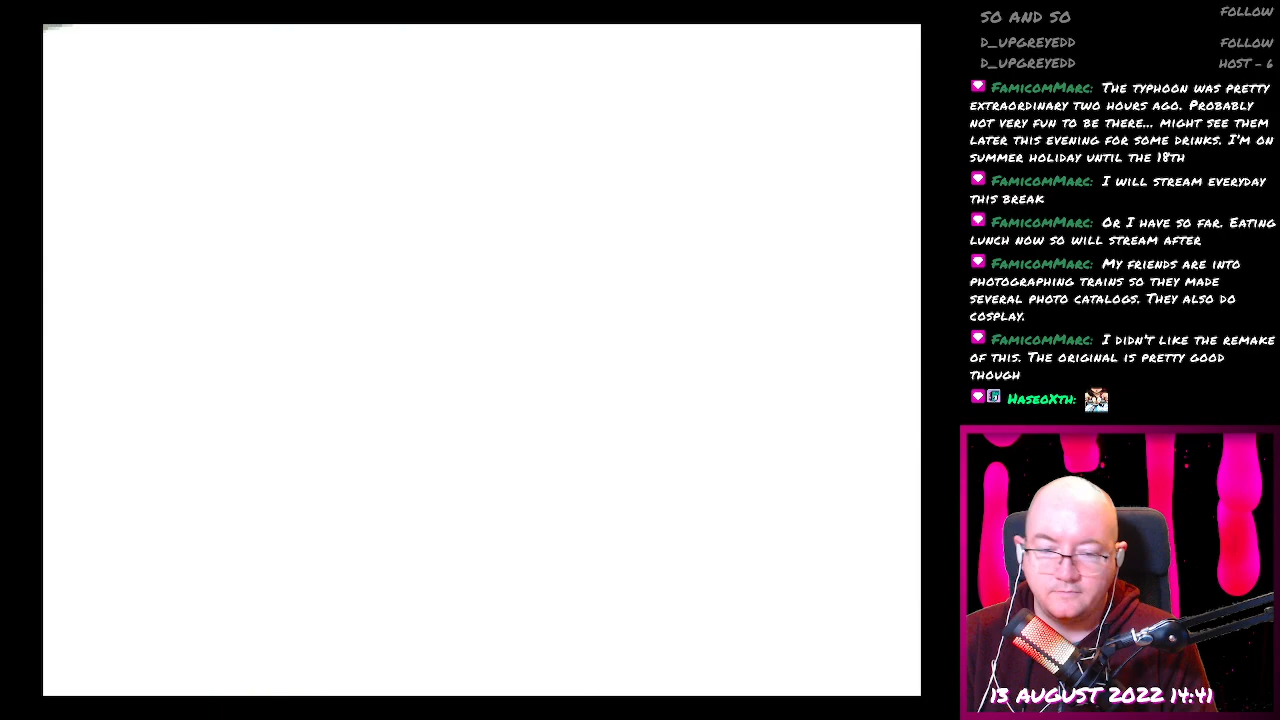 SO AND SO FOLLOW
D_UPGREYEDD FOLLOW
D_UPGREYEDD HOST - 6
FamicomMarc: The typhoon was pretty
extraordinary two hours ago. Probably
not very fun to be there... might see them
later this evening for some drinks. I'm on
summer holiday until the 18th
FamicomMarc: I will stream everyday
this break
FamicomMarc: Or I have so far. Eating
lunch now so will stream after
FamicomMarc: My friends are into
photographing trains so they made
several photo catalogs. They also do
cosplay.
FamicomMarc: I didn't like the remake
of this. The original is pretty good
though
HaseoXth:
13 AUGUST 2022 14:41